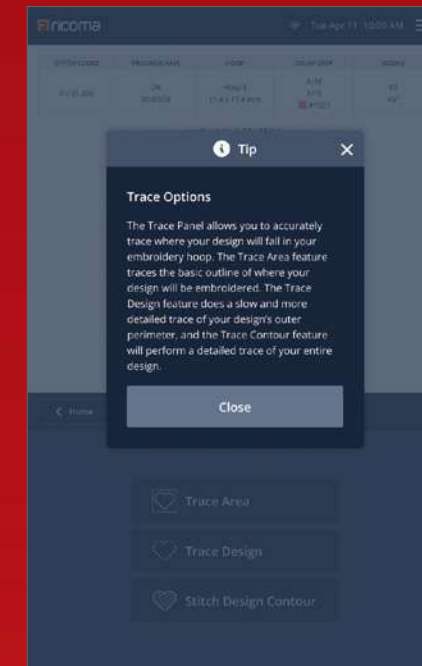 ricoma
Tue Apr 11 10:00 AM
Tip
Trace Options
The Trace Panel allows you to accurately
trace where your design will fall in your
embroidery hoop. The Trace Area feature
traces the basic outline of where your
design will be embroidered. The Trace
Design feature does a slow and more
detailed trace of your design's outer
perimeter, and the Trace Contour feature
will perform a detailed trace of your entire
design.
Close
Home
Trace Area
Trace Design
Stitch Design Contour